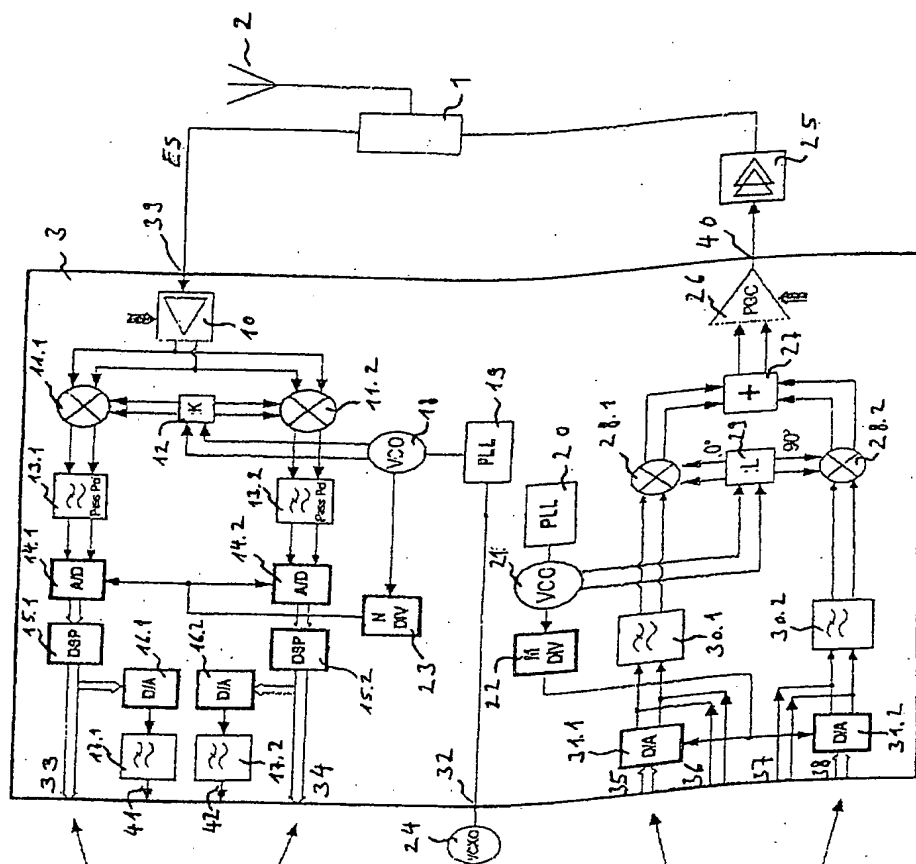 2
1
ES
39
3
25
40
10
11.1
11.2
:K
12
13.1
Pass Pol
13.2
Pass Pol
14.1
A/D
14.2
A/D
15.1
DSP
15.2
DSP
16.1
D/A
16.2
D/A
17.1
17.2
33
41
42
34
VCO
18
PLL
19
N
DIV
23
32
VCXO
24
26
PGC
27
+
28.1
0°
29
:L
90°
28.2
PLL
20
VCO
21
M
DIV
22
30.1
30.2
31.1
D/A
31.2
D/A
35
36
37
38